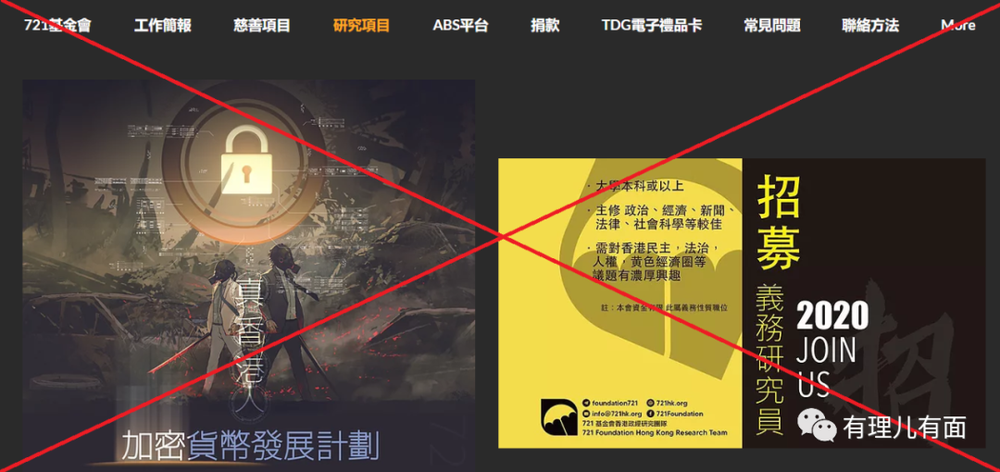 721基金會 工作簡報 慈善項目 研究項目 ABS平台 捐款 TDG電子禮品卡 常見問題 聯絡方法 More
真香港人
加密貨幣發展計劃
· 大學本科或以上
· 主修 政治、經濟、新聞、
法律、社會科學等較佳
· 需對香港民主，法治，
人權，黃色經濟圈等
議題有濃厚興趣
註：本會資金有限 此屬義務性質職位
foundation721 721hk.org
info@721hk.org 721Foundation
721 基金會香港政經研究團隊
721 Foundation Hong Kong Research Team
招募
義務研究員
2020
JOIN
US
招
有理儿有面